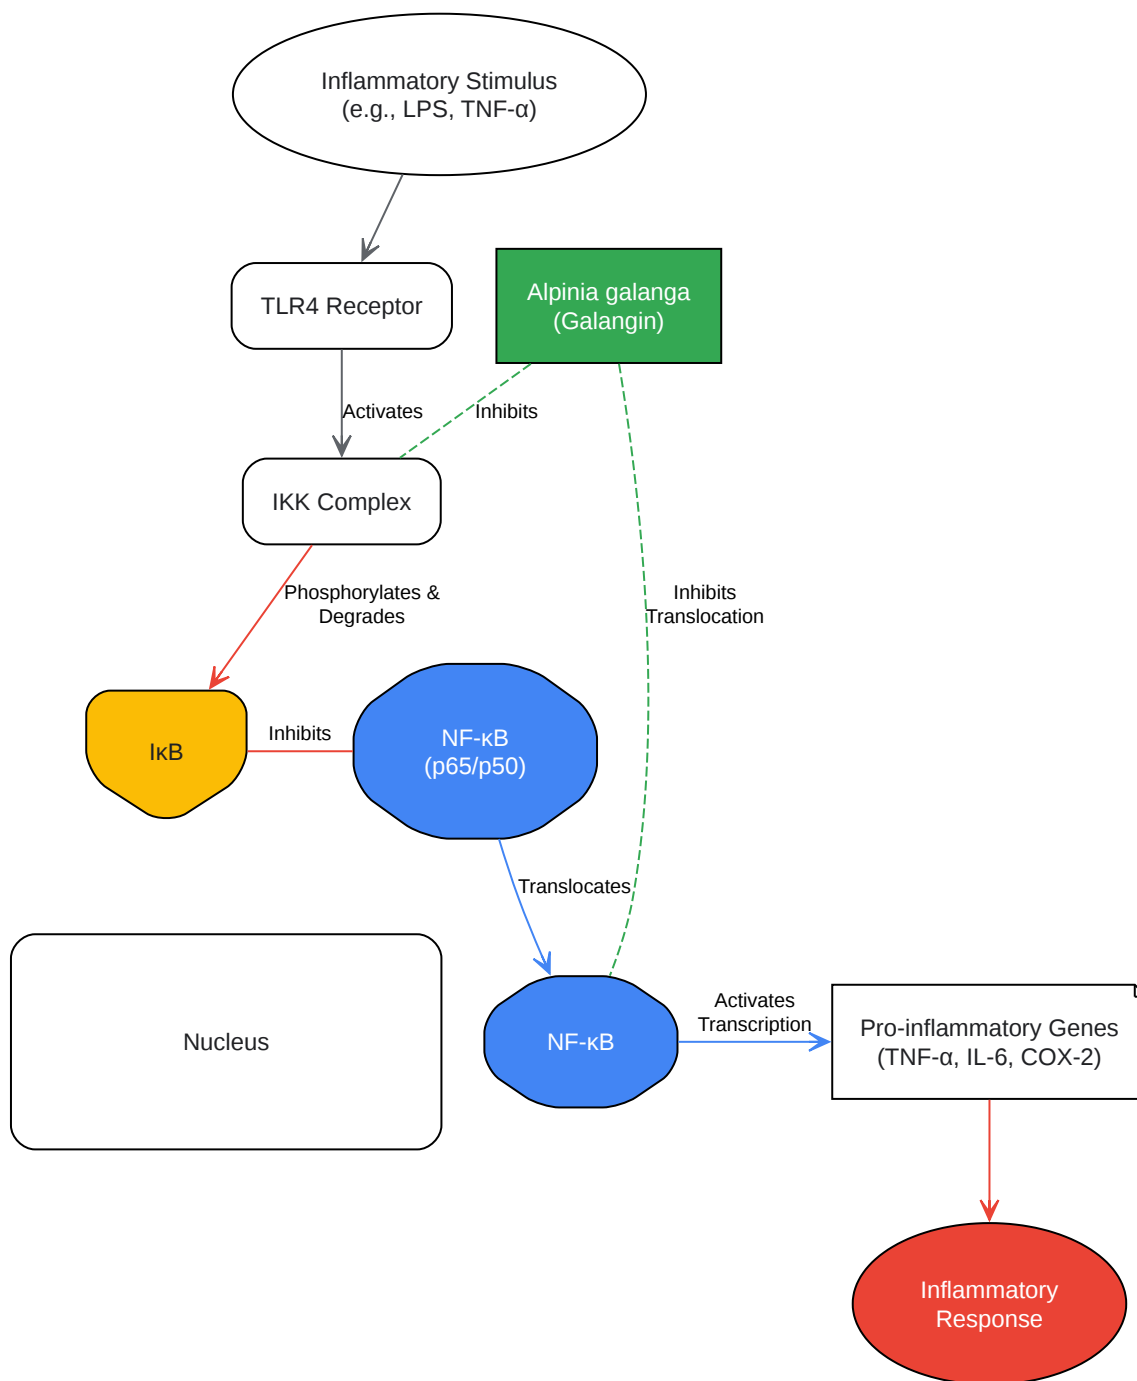 Inflammatory Stimulus
(e.g., LPS, TNF-α)
TLR4 Receptor
Alpinia galanga
(Galangin)
Activates
Inhibits
IKK Complex
Phosphorylates &
Degrades
Inhibits
Translocation
IκB
Inhibits
NF-κB
(p65/p50)
Translocates
Nucleus
NF-κB
Activates
Transcription
Pro-inflammatory Genes
(TNF-α, IL-6, COX-2)
Inflammatory
Response